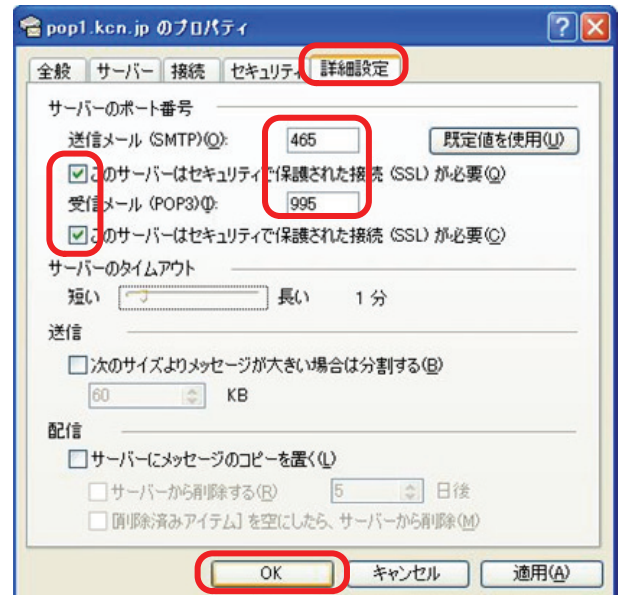 pop1.kcn.jp のプロパティ
全般 サーバー 接続 セキュリティ 詳細設定
サーバーのポート番号
送信メール (SMTP)(O): 465 既定値を使用(U)
このサーバーはセキュリティで保護された接続 (SSL) が必要(Q)
受信メール (POP3)(I): 995
このサーバーはセキュリティで保護された接続 (SSL) が必要(C)
サーバーのタイムアウト
短い 長い 1 分
送信
次のサイズよりメッセージが大きい場合は分割する(B)
60 KB
配信
サーバーにメッセージのコピーを置く(L)
サーバーから削除する(R) 5 日後
[削除済みアイテム] を空にしたら、サーバーから削除(M)
OK キャンセル 適用(A)